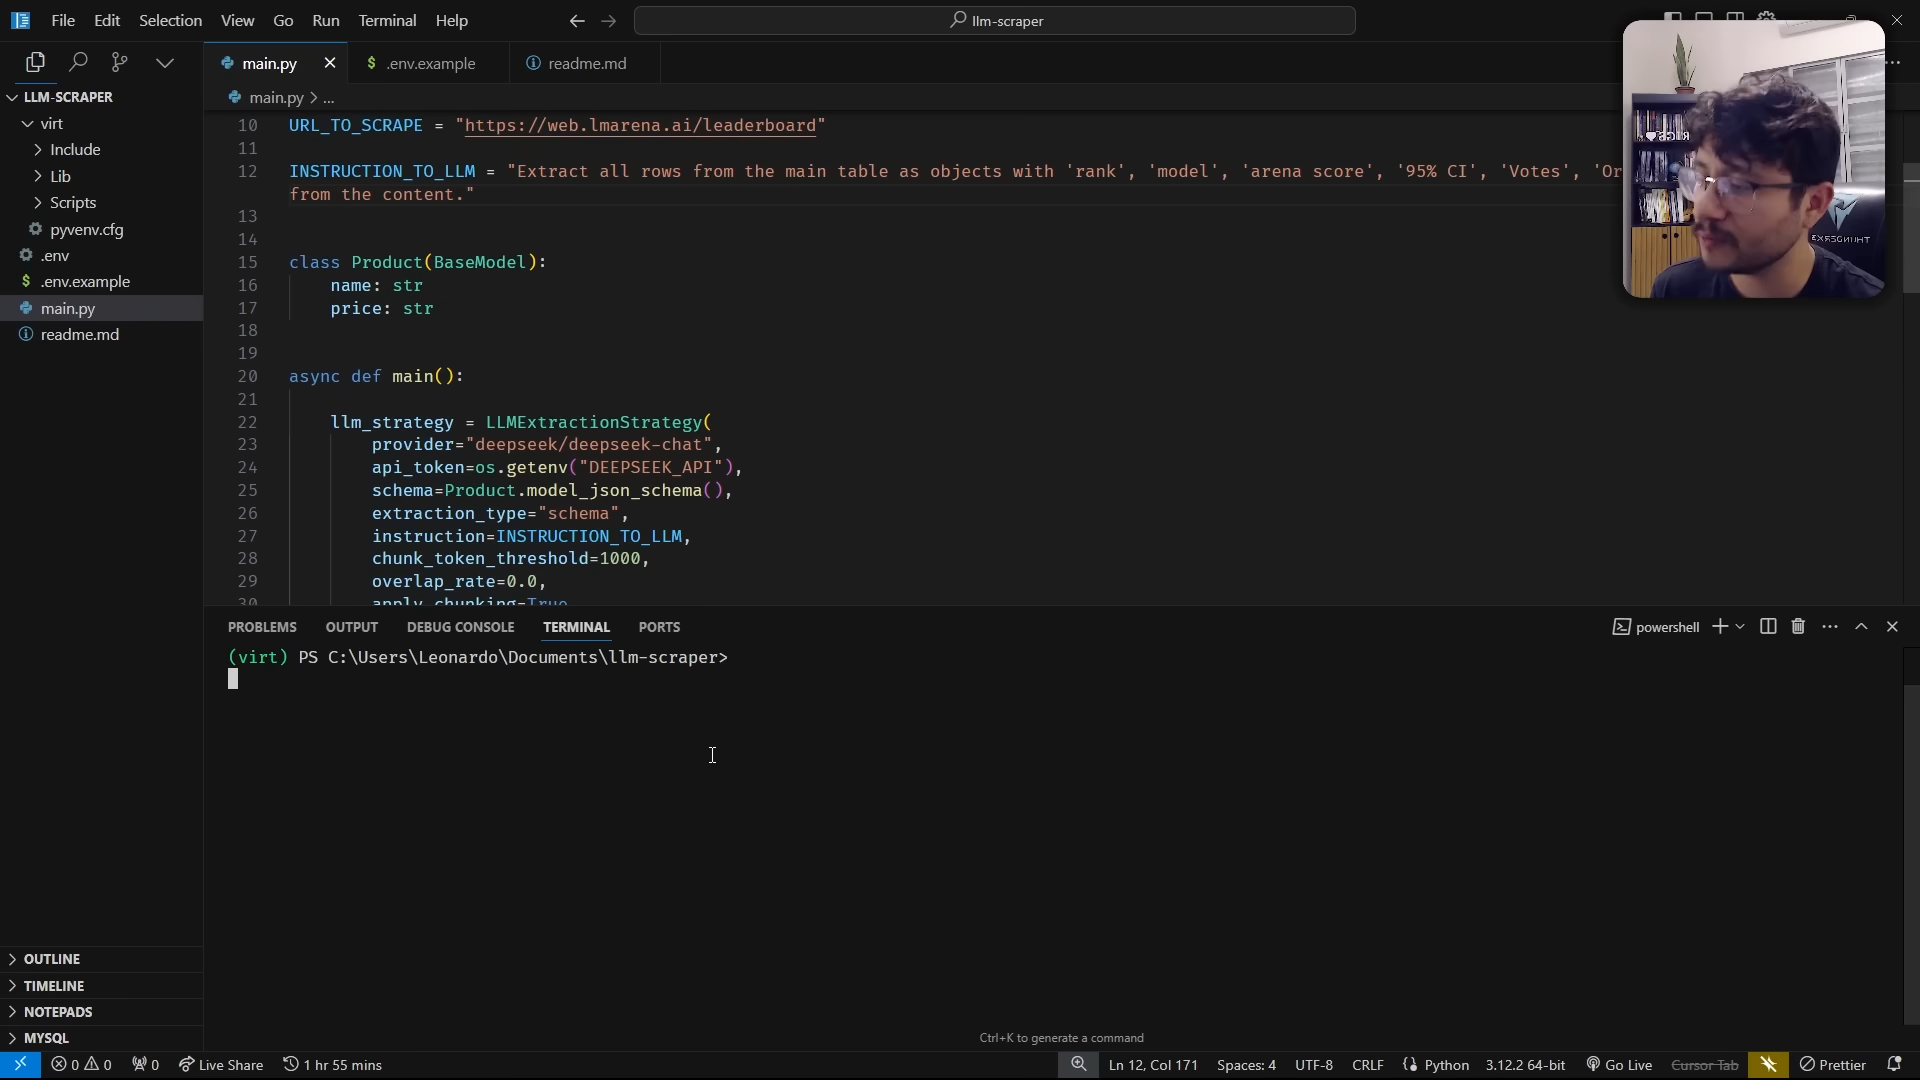 File Edit Selection View Go Run Terminal Help
llm-scraper
main.py
.env.example
readme.md
LLM-SCRAPER
virt
Include
Lib
Scripts
pyvenv.cfg
.env
.env.example
main.py
readme.md
main.py > ...
10 URL_TO_SCRAPE = "https://web.lmarena.ai/leaderboard"
11
12 INSTRUCTION_TO_LLM = "Extract all rows from the main table as objects with 'rank', 'model', 'arena score', '95% CI', 'Votes', 'Or
from the content."
13
14
15 class Product(BaseModel):
16 name: str
17 price: str
18
19
20 async def main():
21
22 llm_strategy = LLMExtractionStrategy(
23 provider="deepseek/deepseek-chat",
24 api_token=os.getenv("DEEPSEEK_API"),
25 schema=Product.model_json_schema(),
26 extraction_type="schema",
27 instruction=INSTRUCTION_TO_LLM,
28 chunk_token_threshold=1000,
29 overlap_rate=0.0,
30 apply_chunking=True
PROBLEMS OUTPUT DEBUG CONSOLE TERMINAL PORTS
powershell
(virt) PS C:\Users\Leonardo\Documents\llm-scraper>
OUTLINE
TIMELINE
NOTEPADS
MYSQL
Ctrl+K to generate a command
0 0 0 Live Share 1 hr 55 mins
Ln 12, Col 171 Spaces: 4 UTF-8 CRLF Python 3.12.2 64-bit Go Live Cursor Tab Prettier